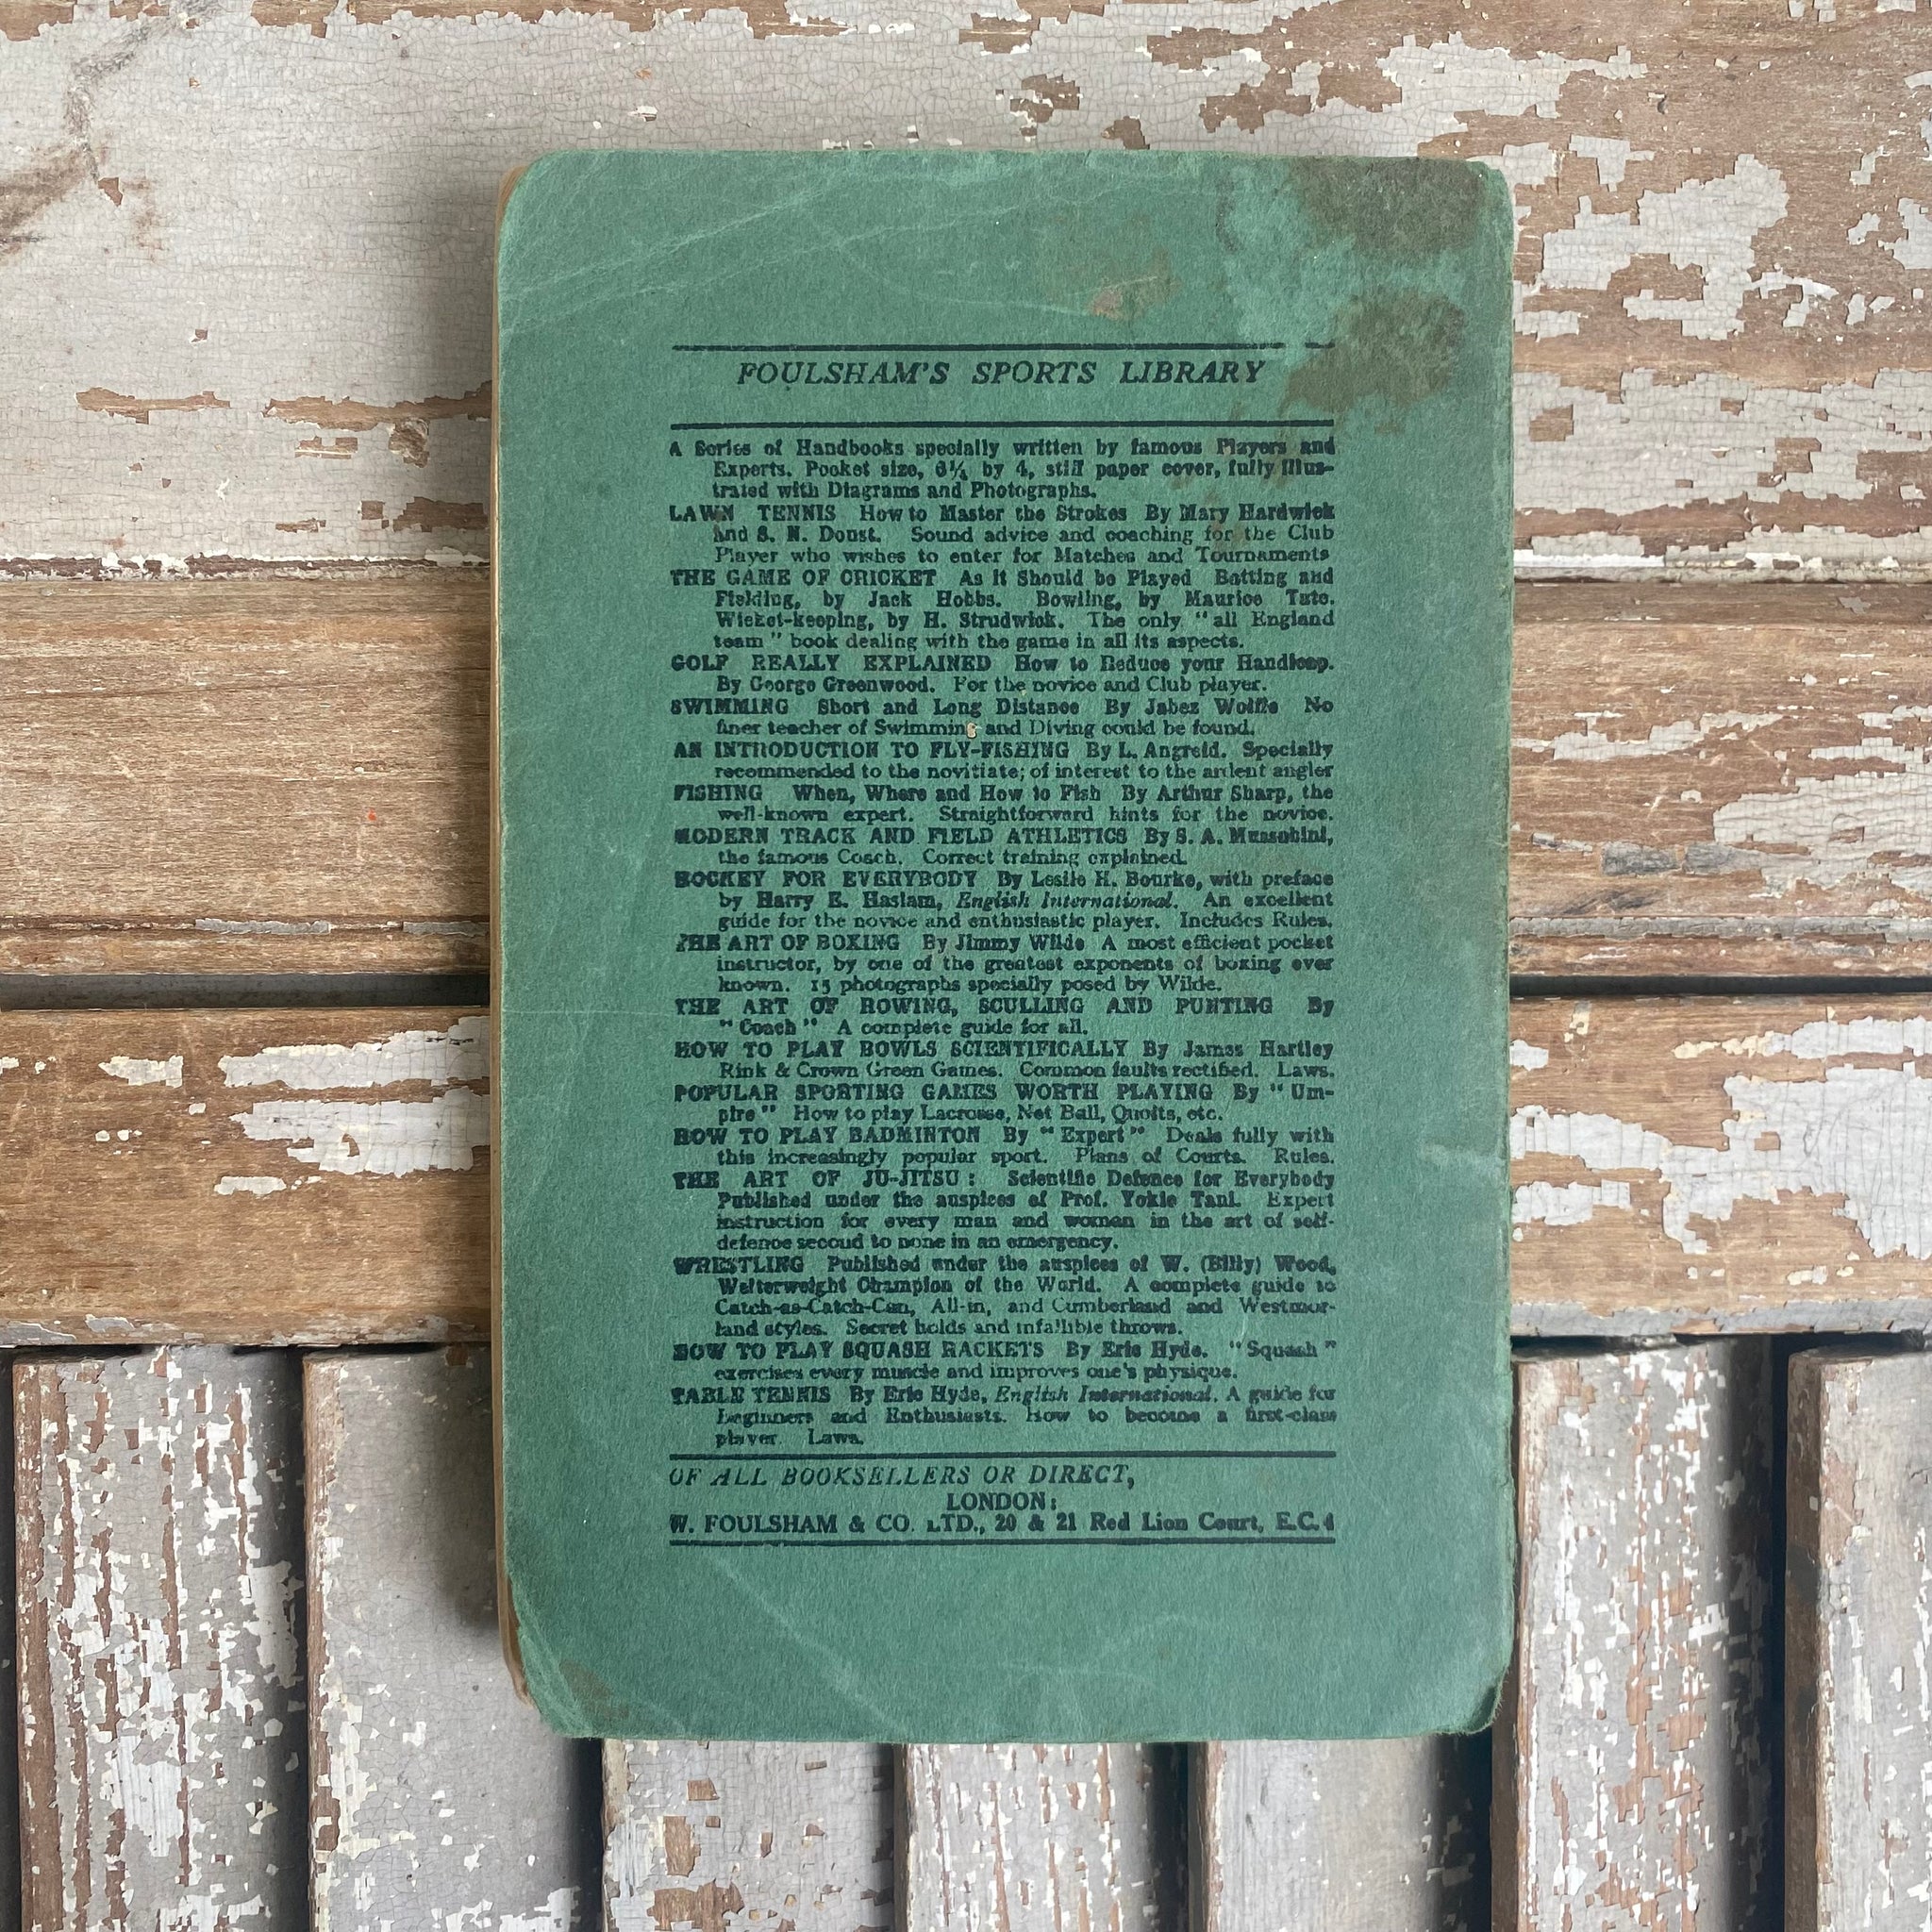 FOULSHAM'S SPORTS LIBRARY
A Series of Handbooks specially written by famous Players and
Experts. Pocket size, 6¼ by 4, stiff paper cover, fully illus-
trated with Diagrams and Photographs.
LAWN TENNIS How to Master the Strokes By Mary Hardwick
and S. N. Doust. Sound advice and coaching for the Club
Player who wishes to enter for Matches and Tournaments
THE GAME OF CRICKET As it Should be Played Batting and
Fielding, by Jack Hobbs. Bowling, by Maurice Tate.
Wicket-keeping, by H. Strudwick. The only "all England
team" book dealing with the game in all its aspects.
GOLF REALLY EXPLAINED How to Reduce your Handicap.
By George Greenwood. For the novice and Club player.
SWIMMING Short and Long Distance By Jabez Wolffe No
finer teacher of Swimming and Diving could be found.
AN INTRODUCTION TO FLY-FISHING By L. Specially
recommended to the novitiate; of interest to the ardent angler
FISHING When, Where and How to Fish By Arthur Sharp, the
well-known expert. Straightforward hints for the novice.
MODERN TRACK AND FIELD ATHLETICS By S. A. Mussabini,
the famous Coach. Correct training explained.
HOCKEY FOR EVERYBODY By Leslie H. Bourke, with preface
by Harry E. Haslam, English International. An excellent
guide for the novice and enthusiastic player. Includes Rules.
THE ART OF BOXING By Jimmy Wilde A most efficient pocket
instructor, by one of the greatest exponents of boxing ever
known. 15 photographs specially posed by Wilde.
THE ART OF ROWING, SCULLING AND PUNTING By
"Coach" A complete guide for all.
HOW TO PLAY BOWLS SCIENTIFICALLY By James Hartley
Rink & Crown Green Games. Common faults rectified. Laws.
POPULAR SPORTING GAMES WORTH PLAYING By "Um-
pire" How to play Lacrosse, Net Ball, Quoits, etc.
HOW TO PLAY BADMINTON By "Expert" Deals fully with
this increasingly popular sport. Plans of Courts. Rules.
THE ART OF JU-JITSU: Scientific Defence for Everybody
Published under the auspices of Prof. Yukio Tani. Expert
instruction for every man and woman in the art of self-
defence second to none in an emergency.
WRESTLING Published under the auspices of W. (Billy) Wood,
Welterweight Champion of the World. A complete guide to
Catch-as-Catch-Can, All-in, and Cumberland and Westmor-
land styles. Secret holds and infallible throws.
HOW TO PLAY SQUASH RACKETS By Eric Hyde. "Squash"
exercises every muscle and improves one's physique.
TABLE TENNIS By Eric Hyde, English International. A guide for
Beginners and Enthusiasts. How to become a first-class
player. Laws.
OF ALL BOOKSELLERS OR DIRECT,
LONDON:
W. FOULSHAM & CO. LTD., 20 & 21 Red Lion Court, E.C.4